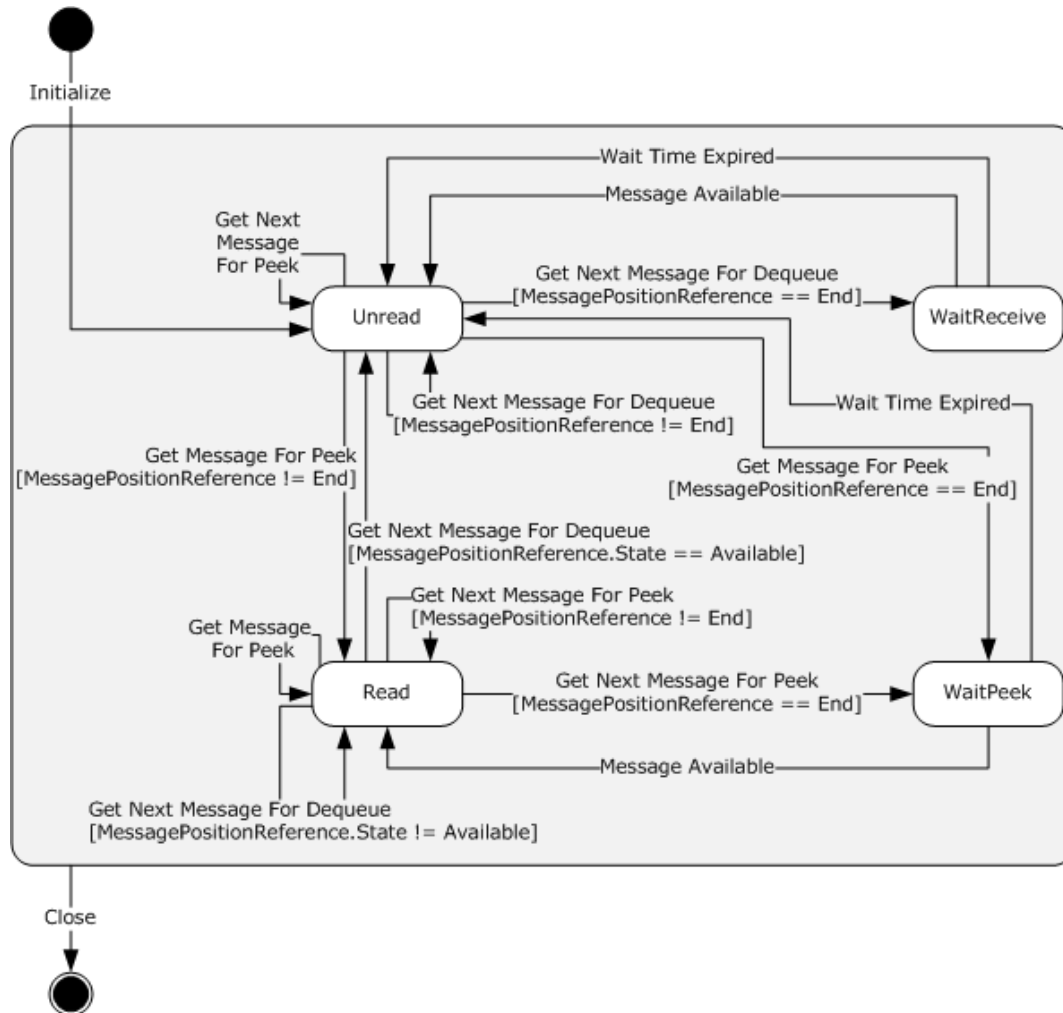 Initialize
Wait Time Expired
Message Available
Get Next
Message
For Peek
Get Next Message For Dequeue
[MessagePositionReference == End]
Unread
WaitReceive
Get Next Message For Dequeue
[MessagePositionReference != End]
Wait Time Expired
Get Message For Peek
[MessagePositionReference != End]
Get Message For Peek
[MessagePositionReference == End]
Get Next Message For Dequeue
[MessagePositionReference.State == Available]
Get Next Message For Peek
[MessagePositionReference != End]
Get Message
For Peek
Read
Get Next Message For Peek
[MessagePositionReference == End]
WaitPeek
Message Available
Get Next Message For Dequeue
[MessagePositionReference.State != Available]
Close